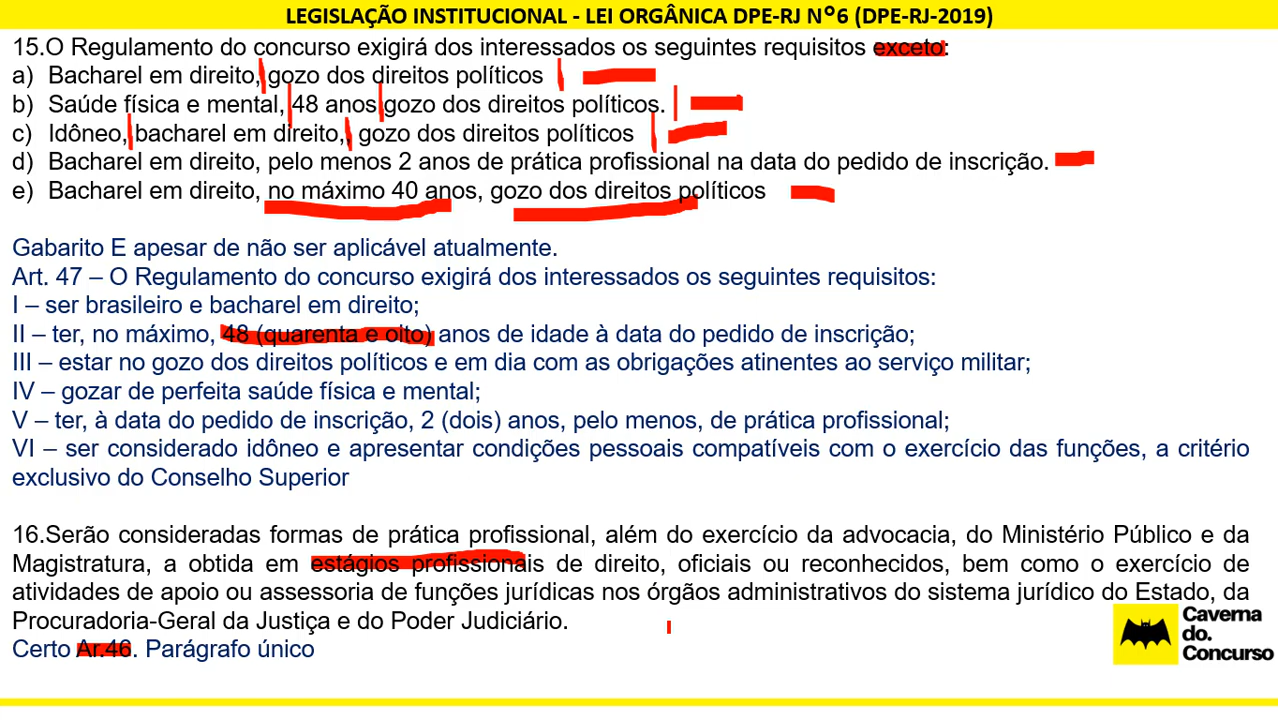 LEGISLAÇÃO INSTITUCIONAL - LEI ORGÂNICA DPE-RJ Nº6 (DPE-RJ-2019)
15.O Regulamento do concurso exigirá dos interessados os seguintes requisitos exceto:
a) Bacharel em direito, gozo dos direitos políticos
b) Saúde física e mental, 48 anos gozo dos direitos políticos.
c) Idôneo, bacharel em direito,, gozo dos direitos políticos
d) Bacharel em direito, pelo menos 2 anos de prática profissional na data do pedido de inscrição.
e) Bacharel em direito, no máximo 40 anos, gozo dos direitos políticos
Gabarito E apesar de não ser aplicável atualmente.
Art. 47 – O Regulamento do concurso exigirá dos interessados os seguintes requisitos:
I – ser brasileiro e bacharel em direito;
II – ter, no máximo, 48 (quarenta e oito) anos de idade à data do pedido de inscrição;
III – estar no gozo dos direitos políticos e em dia com as obrigações atinentes ao serviço militar;
IV – gozar de perfeita saúde física e mental;
V – ter, à data do pedido de inscrição, 2 (dois) anos, pelo menos, de prática profissional;
VI – ser considerado idôneo e apresentar condições pessoais compatíveis com o exercício das funções, a critério
exclusivo do Conselho Superior
16.Serão consideradas formas de prática profissional, além do exercício da advocacia, do Ministério Público e da
Magistratura, a obtida em estágios profissionais de direito, oficiais ou reconhecidos, bem como o exercício de
atividades de apoio ou assessoria de funções jurídicas nos órgãos administrativos do sistema jurídico do Estado, da
Procuradoria-Geral da Justiça e do Poder Judiciário.
Certo Ar.46. Parágrafo único
Caverna
do.
Concurso